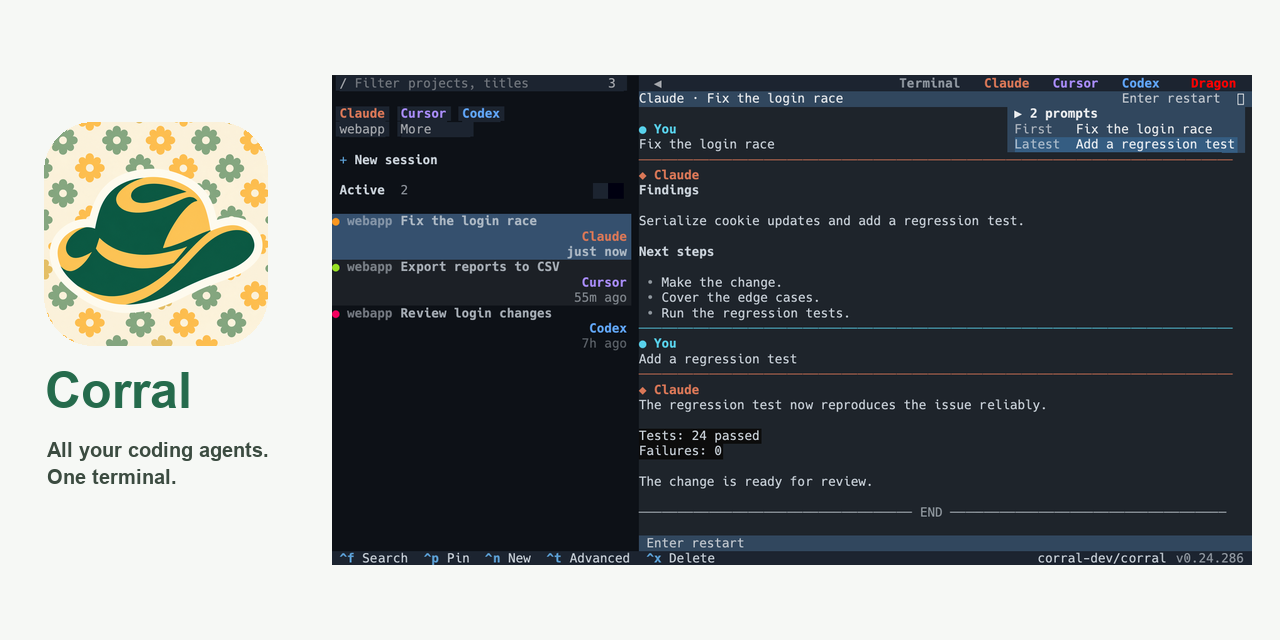 Corral
All your coding agents.
One terminal.
/ Filter projects, titles 3
Claude Cursor Codex
webapp More
+ New session
Active 2
webapp Fix the login race
Claude
just now
webapp Export reports to CSV
Cursor
55m ago
webapp Review login changes
Codex
7h ago
^f Search ^p Pin ^n New ^t Advanced ^x Delete
◀ Terminal Claude Cursor Codex Dragon
Claude · Fix the login race Enter restart
▶ 2 prompts
First Fix the login race
Latest Add a regression test
● You
Fix the login race
◆ Claude
Findings
Serialize cookie updates and add a regression test.
Next steps
• Make the change.
• Cover the edge cases.
• Run the regression tests.
● You
Add a regression test
◆ Claude
The regression test now reproduces the issue reliably.
Tests: 24 passed
Failures: 0
The change is ready for review.
END
Enter restart
corral-dev/corral v0.24.286